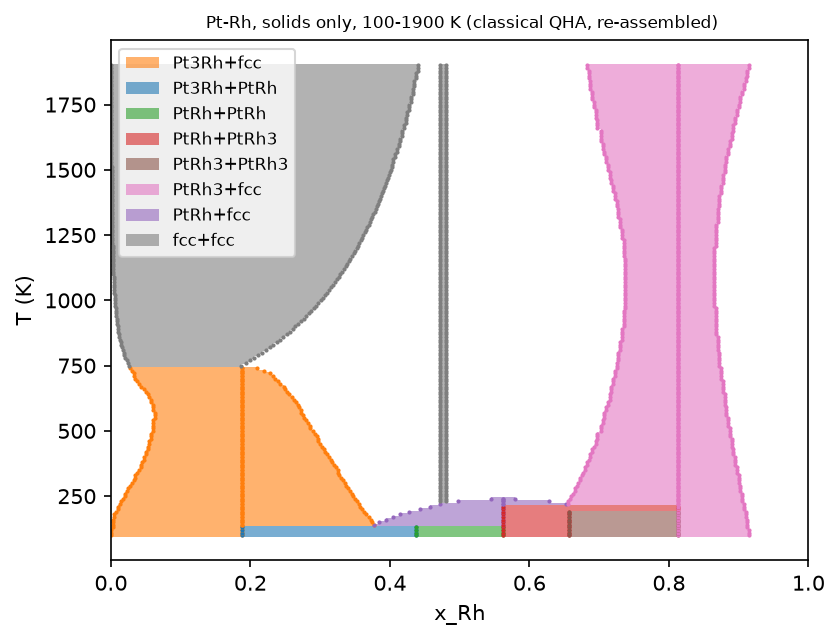 Pt-Rh, solids only, 100-1900 K (classical QHA, re-assembled)
Pt3Rh+fcc
Pt3Rh+PtRh
PtRh+PtRh
PtRh+PtRh3
PtRh3+PtRh3
PtRh3+fcc
PtRh+fcc
fcc+fcc
T (K)
1750
1500
1250
1000
750
500
250
0.0 0.2 0.4 0.6 0.8 1.0
x_Rh